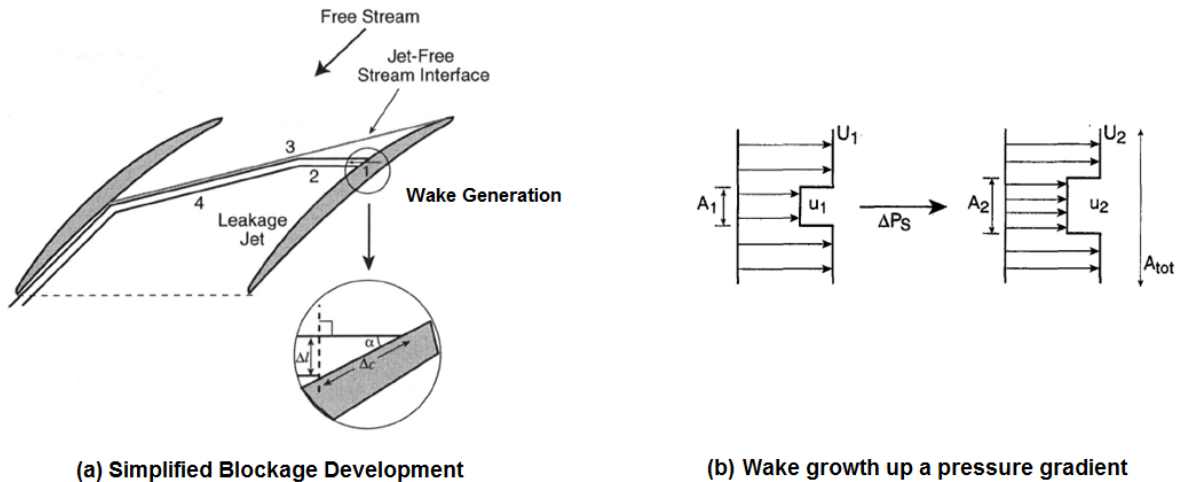 Free Stream
Jet-Free
Stream Interface
3
1
2
Wake Generation
4
Leakage
Jet
α
Δl
Δc
(a) Simplified Blockage Development
U1
U2
A1
u1
ΔPS
A2
u2
Atot
(b) Wake growth up a pressure gradient